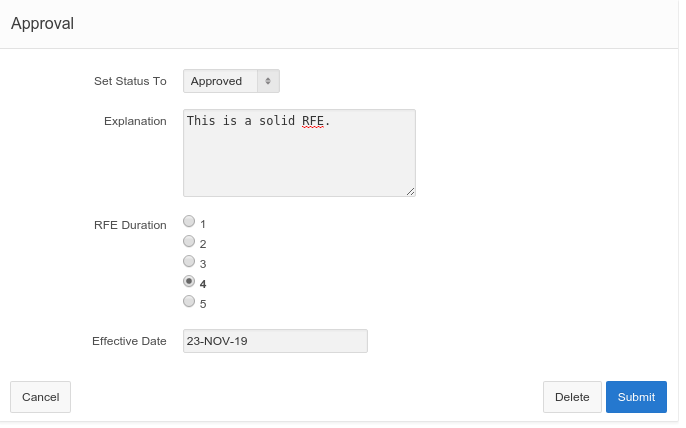 Approval
Set Status To Approved
Explanation This is a solid RFE.
RFE Duration 1
2
3
4
5
Effective Date 23-NOV-19
Cancel Delete Submit